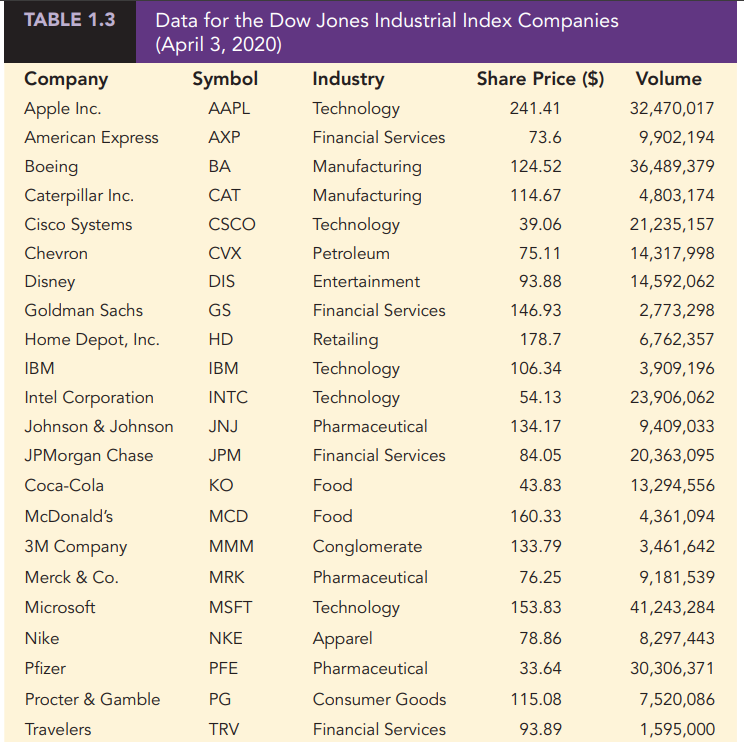 TABLE 1.3 Data for the Dow Jones Industrial Index Companies
(April 3, 2020)
Company Symbol Industry Share Price ($) Volume
Apple Inc. AAPL Technology 241.41 32,470,017
American Express AXP Financial Services 73.6 9,902,194
Boeing BA Manufacturing 124.52 36,489,379
Caterpillar Inc. CAT Manufacturing 114.67 4,803,174
Cisco Systems CSCO Technology 39.06 21,235,157
Chevron CVX Petroleum 75.11 14,317,998
Disney DIS Entertainment 93.88 14,592,062
Goldman Sachs GS Financial Services 146.93 2,773,298
Home Depot, Inc. HD Retailing 178.7 6,762,357
IBM IBM Technology 106.34 3,909,196
Intel Corporation INTC Technology 54.13 23,906,062
Johnson & Johnson JNJ Pharmaceutical 134.17 9,409,033
JPMorgan Chase JPM Financial Services 84.05 20,363,095
Coca-Cola KO Food 43.83 13,294,556
McDonald’s MCD Food 160.33 4,361,094
3M Company MMM Conglomerate 133.79 3,461,642
Merck & Co. MRK Pharmaceutical 76.25 9,181,539
Microsoft MSFT Technology 153.83 41,243,284
Nike NKE Apparel 78.86 8,297,443
Pfizer PFE Pharmaceutical 33.64 30,306,371
Procter & Gamble PG Consumer Goods 115.08 7,520,086
Travelers TRV Financial Services 93.89 1,595,000